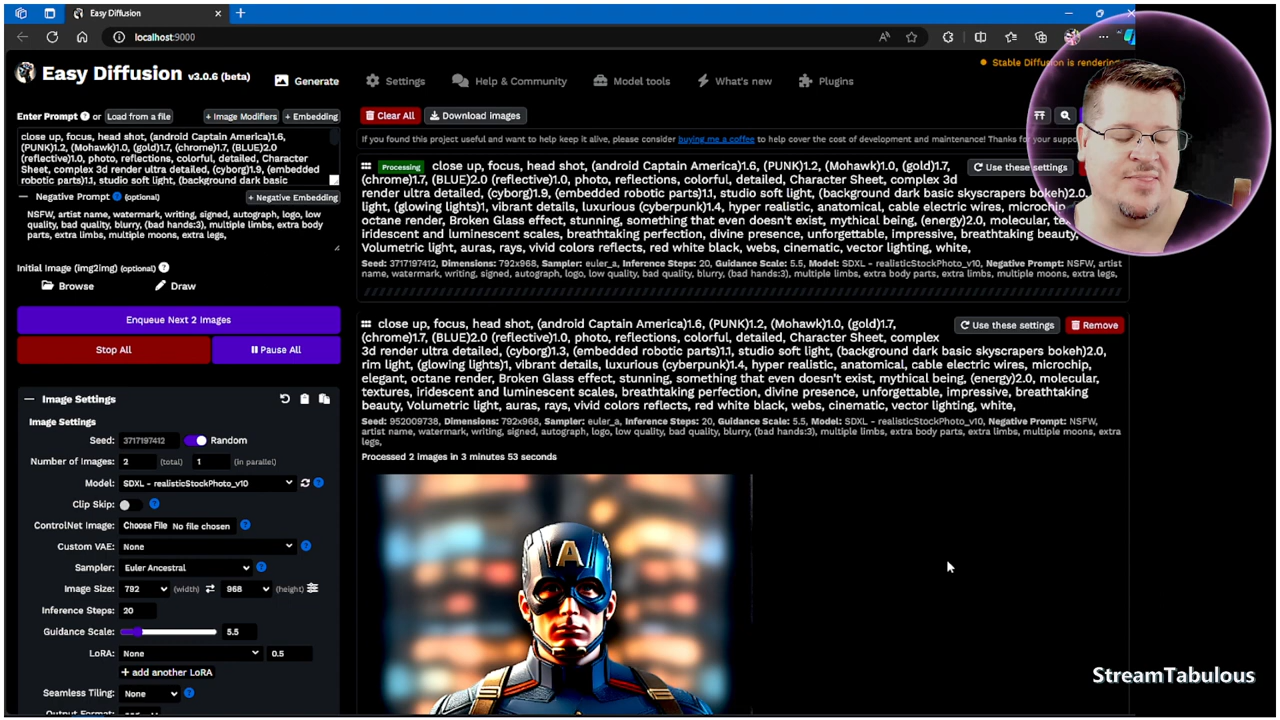 Easy Diffusion
localhost:9000
Easy Diffusion v3.0.6 (beta)
Generate
Settings
Help & Community
Model tools
What's new
Plugins
Stable Diffusion is rendering
Enter Prompt or Load from a file
+ Image Modifiers
+ Embedding
close up, focus, head shot, (android Captain America)1.6,
(PUNK)1.2, (Mohawk)1.0, (gold)1.7, (chrome)1.7, (BLUE)2.0
(reflective)1.0, photo, reflections, colorful, detailed, Character
Sheet, complex 3d render ultra detailed, (cyborg)1.9, (embedded
robotic parts)1.1, studio soft light, (background dark basic
Negative Prompt (optional)
+ Negative Embedding
NSFW, artist name, watermark, writing, signed, autograph, logo, low
quality, bad quality, blurry, (bad hands:3), multiple limbs, extra body
parts, extra limbs, multiple moons, extra legs,
Initial Image (img2img) (optional)
Browse
Draw
Enqueue Next 2 Images
Stop All
Pause All
Image Settings
Image Settings
Seed: 3717197412 Random
Number of Images: 2 (total) 1 (in parallel)
Model: SDXL - realisticStockPhoto_v10
Clip Skip:
ControlNet Image: Choose File No file chosen
Custom VAE: None
Sampler: Euler Ancestral
Image Size: 792 (width) 968 (height)
Inference Steps: 20
Guidance Scale: 5.5
LoRA: None 0.5
+ add another LoRA
Seamless Tiling: None
Output Format:
Clear All
Download images
If you found this project useful and want to help keep it alive, please consider buying me a coffee to help cover the cost of development and maintenance! Thanks for your
Processing close up, focus, head shot, (android Captain America)1.6, (PUNK)1.2, (Mohawk)1.0, (gold)1.7,
Use these settings
(chrome)1.7, (BLUE)2.0 (reflective)1.0, photo, reflections, colorful, detailed, Character Sheet, complex 3d
render ultra detailed, (cyborg)1.9, (embedded robotic parts)1.1, studio soft light, (background dark basic skyscrapers bokeh)2.0,
light, (glowing lights)1, vibrant details, luxurious (cyberpunk)1.4, hyper realistic, anatomical, cable electric wires, microchip
octane render, Broken Glass effect, stunning, something that even doesn't exist, mythical being, (energy)2.0, molecular,
iridescent and luminescent scales, breathtaking perfection, divine presence, unforgettable, impressive, breathtaking beauty,
Volumetric light, auras, rays, vivid colors reflects, red white black, webs, cinematic, vector lighting, white,
Seed: 3717197412, Dimensions: 792x968, Sampler: euler_a, Inference Steps: 20, Guidance Scale: 5.5, Model: SDXL - realisticStockPhoto_v10, Negative Prompt: NSFW, artist
name, watermark, writing, signed, autograph, logo, low quality, bad quality, blurry, (bad hands:3), multiple limbs, extra body parts, extra limbs, multiple moons, extra legs,
close up, focus, head shot, (android Captain America)1.6, (PUNK)1.2, (Mohawk)1.0, (gold)1.7,
Use these settings
Remove
(chrome)1.7, (BLUE)2.0 (reflective)1.0, photo, reflections, colorful, detailed, Character Sheet, complex
3d render ultra detailed, (cyborg)1.3, (embedded robotic parts)1.1, studio soft light, (background dark basic skyscrapers bokeh)2.0,
rim light, (glowing lights)1, vibrant details, luxurious (cyberpunk)1.4, hyper realistic, anatomical, cable electric wires, microchip,
elegant, octane render, Broken Glass effect, stunning, something that even doesn't exist, mythical being, (energy)2.0, molecular,
textures, iridescent and luminescent scales, breathtaking perfection, divine presence, unforgettable, impressive, breathtaking
beauty, Volumetric light, auras, rays, vivid colors reflects, red white black, webs, cinematic, vector lighting, white,
Seed: 952009738, Dimensions: 792x968, Sampler: euler_a, Inference Steps: 20, Guidance Scale: 5.5, Model: SDXL - realisticStockPhoto_v10, Negative Prompt: NSFW,
artist name, watermark, writing, signed, autograph, logo, low quality, bad quality, blurry, (bad hands:3), multiple limbs, extra body parts, extra limbs, multiple moons, extra
legs,
Processed 2 images in 3 minutes 53 seconds
A
StreamTabulous